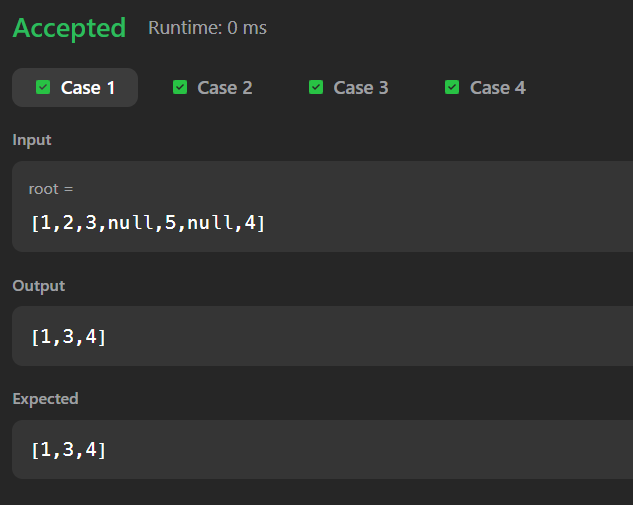 Accepted Runtime: 0 ms
Case 1 Case 2 Case 3 Case 4
Input
root =
[1,2,3,null,5,null,4]
Output
[1,3,4]
Expected
[1,3,4]